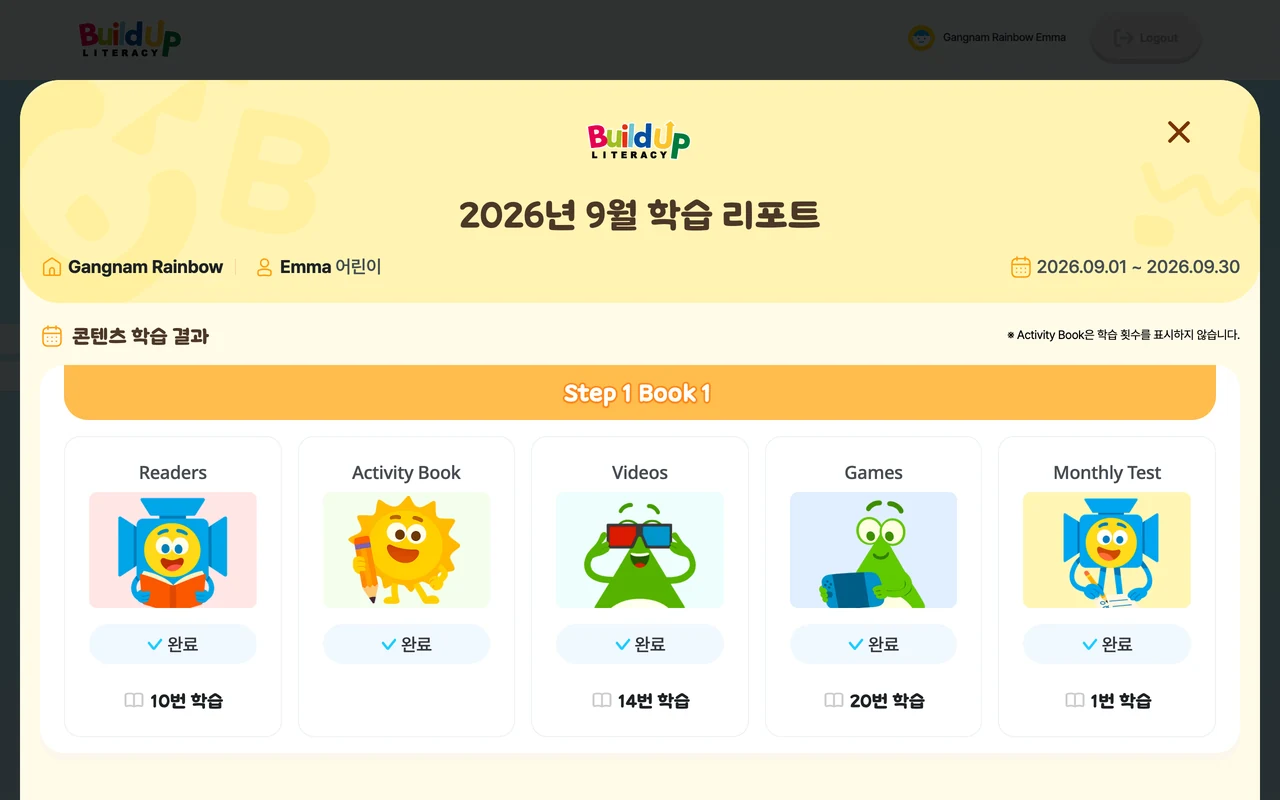 Build Up
LITERACY
Gangnam Rainbow Emma
Logout
Build Up
LITERACY
2026년 9월 학습 리포트
Gangnam Rainbow
Emma 어린이
2026.09.01 ~ 2026.09.30
콘텐츠 학습 결과
※ Activity Book은 학습 횟수를 표시하지 않습니다.
Step 1 Book 1
Readers
Activity Book
Videos
Games
Monthly Test
완료
완료
완료
완료
완료
10번 학습
14번 학습
20번 학습
1번 학습